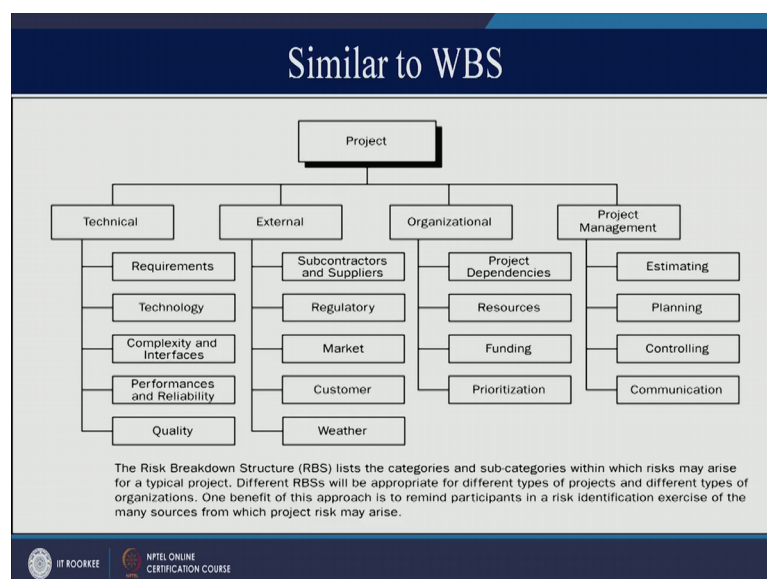 Similar to WBS
Project
Technical
External
Organizational
Project
Management
Requirements
Technology
Complexity and
Interfaces
Performances
and Reliability
Quality
Subcontractors
and Suppliers
Regulatory
Market
Customer
Weather
Project
Dependencies
Resources
Funding
Prioritization
Estimating
Planning
Controlling
Communication
The Risk Breakdown Structure (RBS) lists the categories and sub-categories within which risks may arise
for a typical project. Different RBSs will be appropriate for different types of projects and different types of
organizations. One benefit of this approach is to remind participants in a risk identification exercise of the
many sources from which project risk may arise.
IIT ROORKEE
NPTEL ONLINE
CERTIFICATION COURSE